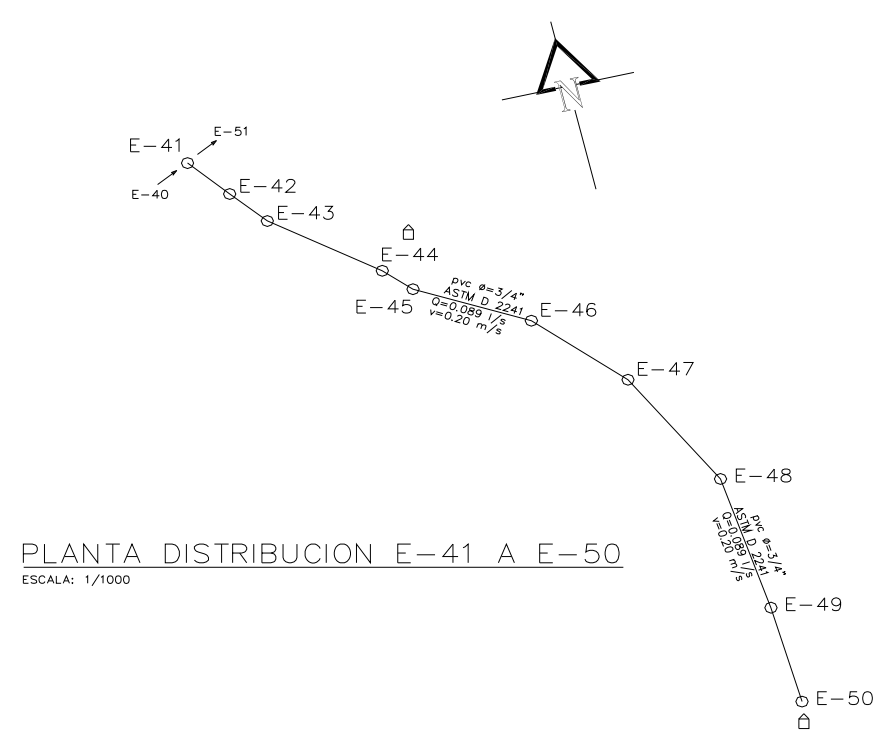 N
E-51
E-41
E-40
E-42
E-43
E-44
E-45
pvc ø=3/4"
ASTM D 2241
Q=0.089 l/s
v=0.20 m/s
E-46
E-47
E-48
pvc ø=3/4"
ASTM D 2241
Q=0.089 l/s
v=0.20 m/s
PLANTA DISTRIBUCION E-41 A E-50
ESCALA: 1/1000
E-49
E-50